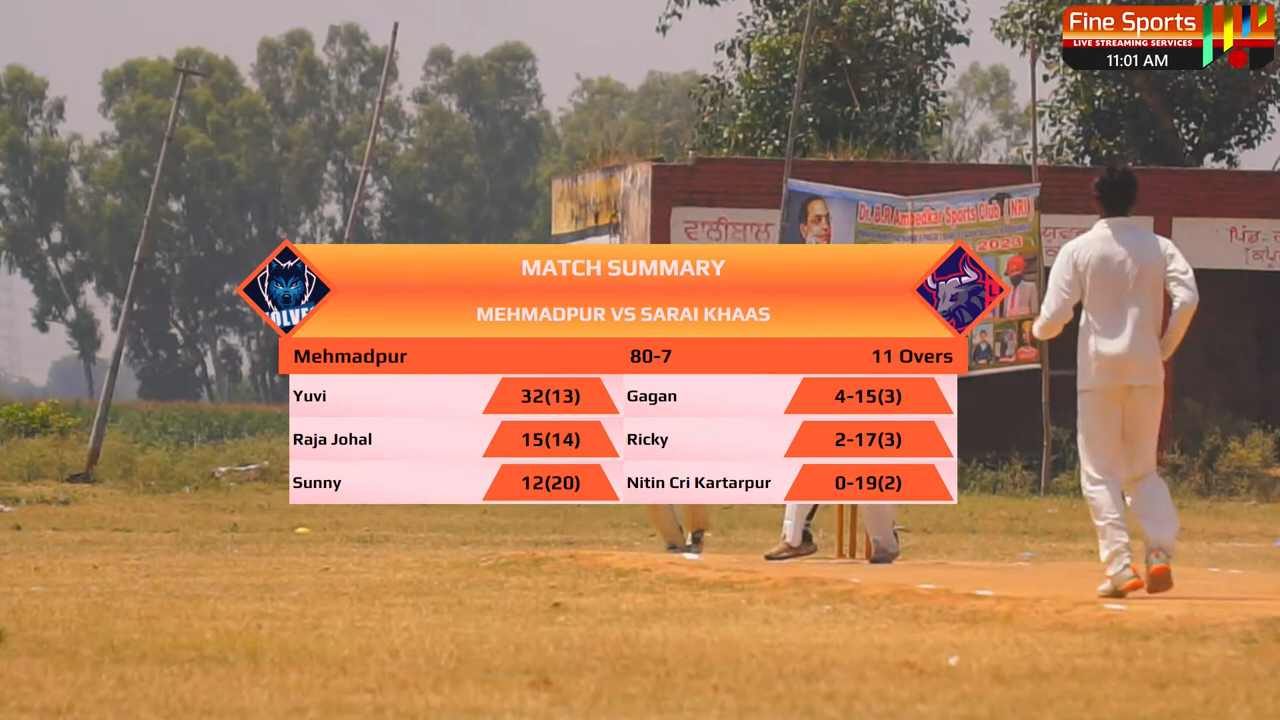 Fine Sports
LIVE STREAMING SERVICES
11:01 AM
ਵਾਲੀਬਾਲ
Dr. B.R Ambedkar Sports Club (NRI)
2023
ਪਿੰਡ
MATCH SUMMARY
MEHMADPUR VS SARAI KHAAS
WOLVES
Mehmadpur 80-7 11 Overs
Yuvi 32(13) Gagan 4-15(3)
Raja Johal 15(14) Ricky 2-17(3)
Sunny 12(20) Nitin Cri Kartarpur 0-19(2)